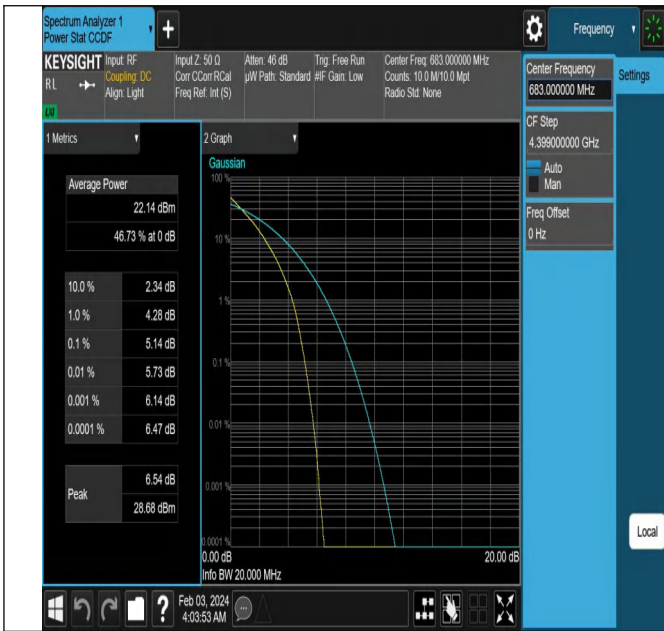 Spectrum Analyzer 1
Power Stat CCDF
Frequency
KEYSIGHT
RL
LXI
Input: RF
Coupling: DC
Align: Light
Input Z: 50 Ω
Corr CCorr RCal
Freq Ref: Int (S)
Atten: 46 dB
µW Path: Standard
Trig: Free Run
#IF Gain: Low
Center Freq: 683.000000 MHz
Counts: 10.0 M/10.0 Mpt
Radio Std: None
Center Frequency
683.000000 MHz
Settings
CF Step
4.399000000 GHz
Auto
Man
Freq Offset
0 Hz
Local
1 Metrics
Average Power
22.14 dBm
46.73 % at 0 dB
10.0 % 2.34 dB
1.0 % 4.28 dB
0.1 % 5.14 dB
0.01 % 5.73 dB
0.001 % 6.14 dB
0.0001 % 6.47 dB
Peak
6.54 dB
28.68 dBm
2 Graph
Gaussian
100 %
10 %
1 %
0.1 %
0.01 %
0.001 %
0.0001 %
0.00 dB 20.00 dB
Info BW 20.000 MHz
?
Feb 03, 2024
4:03:53 AM